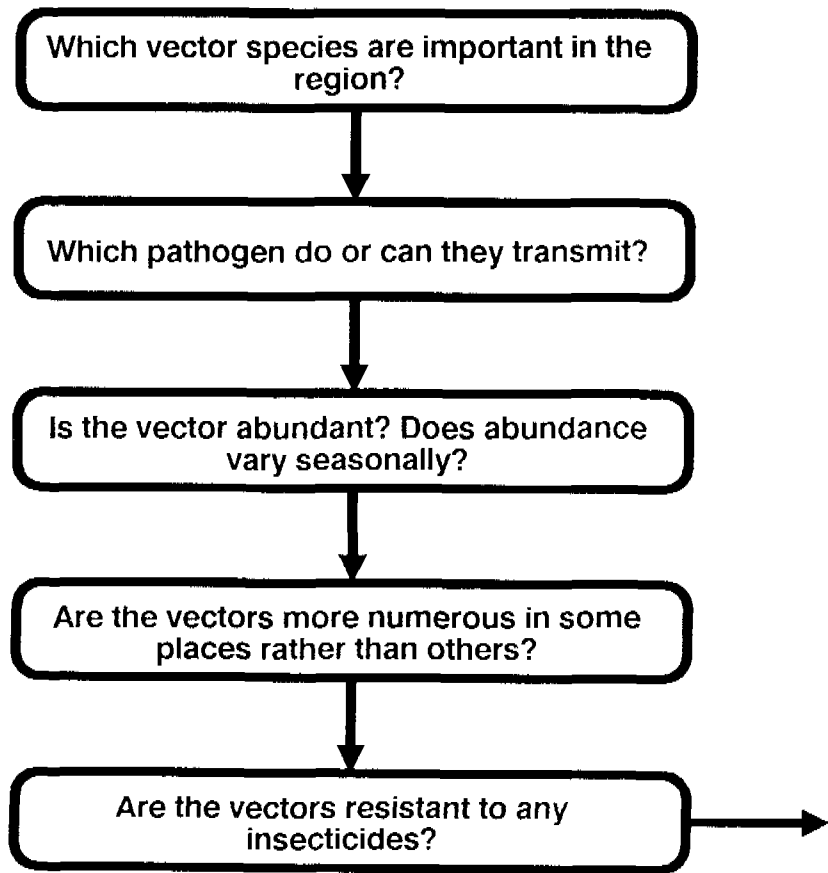 Which vector species are important in the
region?
Which pathogen do or can they transmit?
Is the vector abundant? Does abundance
vary seasonally?
Are the vectors more numerous in some
places rather than others?
Are the vectors resistant to any
insecticides?